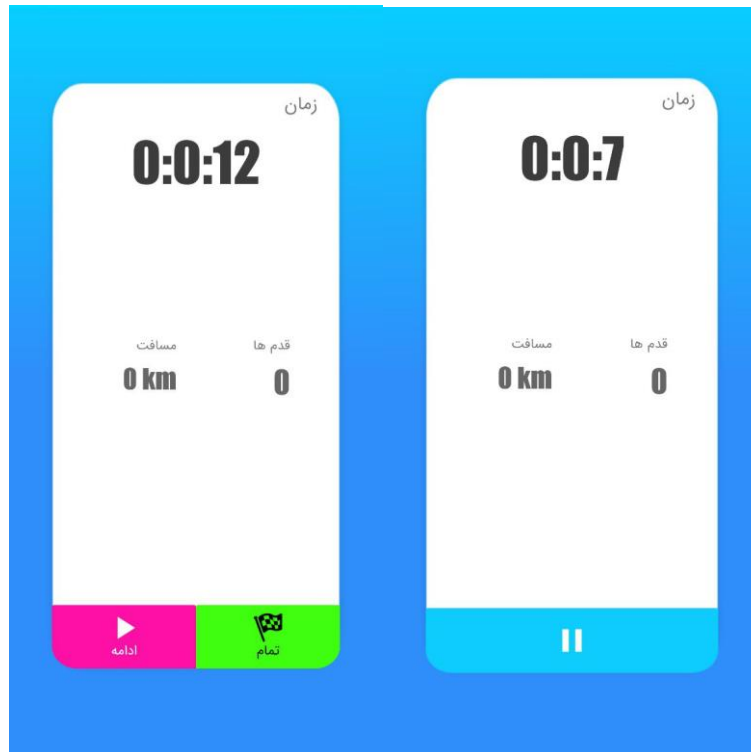 زمان
0:0:12
قدم ها
مسافت
0
0 km
تمام
ادامه
زمان
0:0:7
قدم ها
مسافت
0
0 km